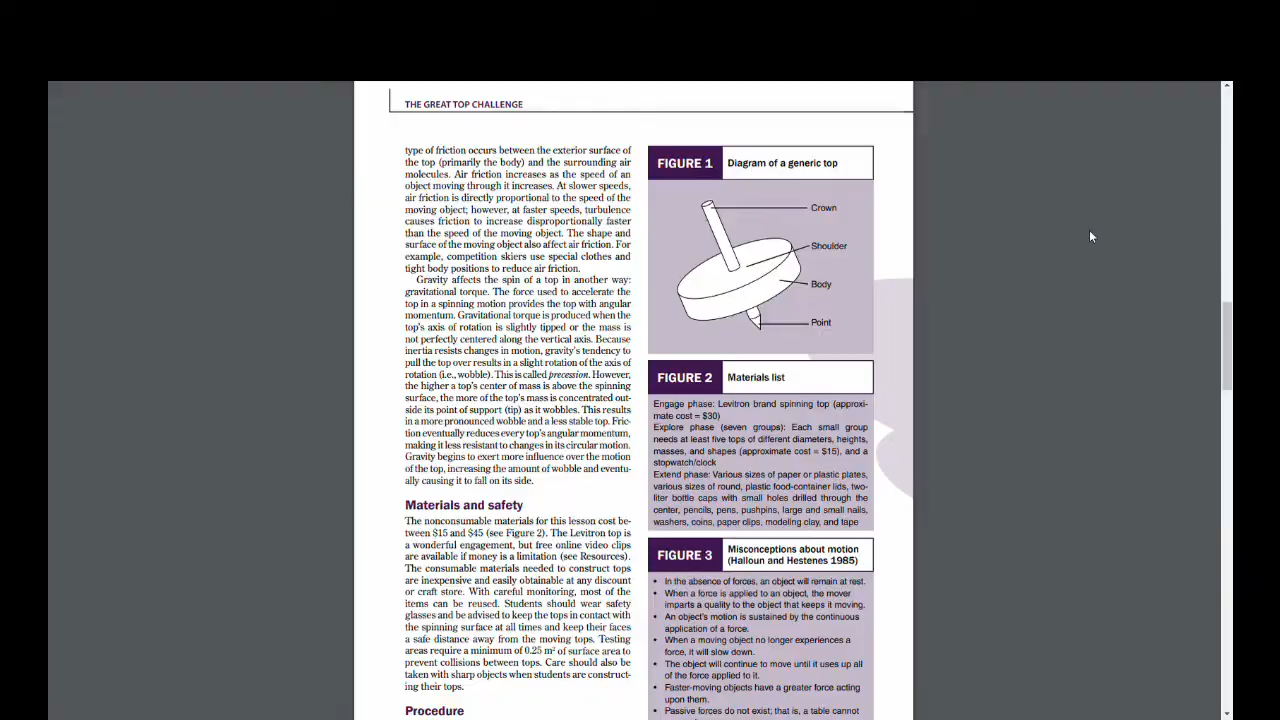 THE GREAT TOP CHALLENGE
type of friction occurs between the exterior surface of
the top (primarily the body) and the surrounding air
molecules. Air friction increases as the speed of an
object moving through it increases. At slower speeds,
air friction is directly proportional to the speed of the
moving object; however, at faster speeds, turbulence
causes friction to increase disproportionally faster
than the speed of the moving object. The shape and
surface of the moving object also affect air friction. For
example, competition skiers use special clothes and
tight body positions to reduce air friction.
Gravity affects the spin of a top in another way:
gravitational torque. The force used to accelerate the
top in a spinning motion provides the top with angular
momentum. Gravitational torque is produced when the
top's axis of rotation is slightly tipped or the mass is
not perfectly centered along the vertical axis. Because
inertia resists changes in motion, gravity's tendency to
pull the top over results in a slight rotation of the axis of
rotation (i.e., wobble). This is called precession. However,
the higher a top's center of mass is above the spinning
surface, the more of the top's mass is concentrated out-
side its point of support (tip) as it wobbles. This results
in a more pronounced wobble and a less stable top. Fric-
tion eventually reduces every top's angular momentum,
making it less resistant to changes in its circular motion.
Gravity begins to exert more influence over the motion
of the top, increasing the amount of wobble and eventu-
ally causing it to fall on its side.
Materials and safety
The nonconsumable materials for this lesson cost be-
tween $15 and $45 (see Figure 2). The Levitron top is
a wonderful engagement, but free online video clips
are available if money is a limitation (see Resources).
The consumable materials needed to construct tops
are inexpensive and easily obtainable at any discount
or craft store. With careful monitoring, most of the
items can be reused. Students should wear safety
glasses and be advised to keep the tops in contact with
the spinning surface at all times and keep their faces
a safe distance away from the moving tops. Testing
areas require a minimum of 0.25 m² of surface area to
prevent collisions between tops. Care should also be
taken with sharp objects when students are construct-
ing their tops.
Procedure
FIGURE 1 Diagram of a generic top
Crown
Shoulder
Body
Point
FIGURE 2 Materials list
Engage phase: Levitron brand spinning top (approxi-
mate cost = $30)
Explore phase (seven groups): Each small group
needs at least five tops of different diameters, heights,
masses, and shapes (approximate cost = $15), and a
stopwatch/clock
Extend phase: Various sizes of paper or plastic plates,
various sizes of round, plastic food-container lids, two-
liter bottle caps with small holes drilled through the
center, pencils, pens, pushpins, large and small nails,
washers, coins, paper clips, modeling clay, and tape
FIGURE 3 Misconceptions about motion
(Halloun and Hestenes 1985)
• In the absence of forces, an object will remain at rest.
• When a force is applied to an object, the mover
imparts a quality to the object that keeps it moving.
• An object's motion is sustained by the continuous
application of a force.
• When a moving object no longer experiences a
force, it will slow down.
• The object will continue to move until it uses up all
of the force applied to it.
• Faster-moving objects have a greater force acting
upon them.
• Passive forces do not exist; that is, a table cannot